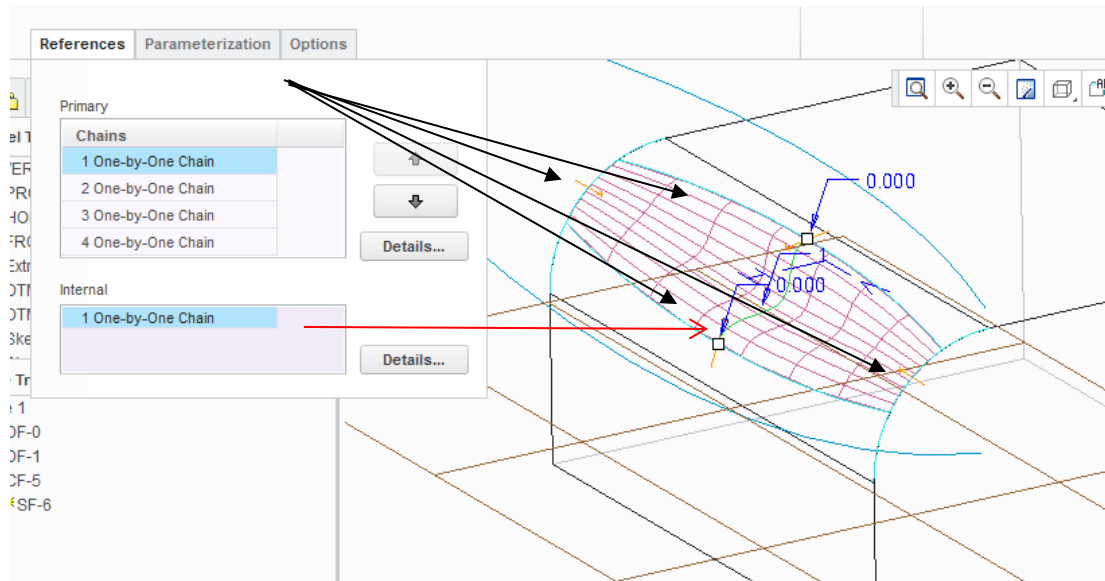 References Parameterization Options
Primary
Chains
1 One-by-One Chain
2 One-by-One Chain
3 One-by-One Chain
4 One-by-One Chain
Details...
Internal
1 One-by-One Chain
Details...
0.000
0.000
SF-6